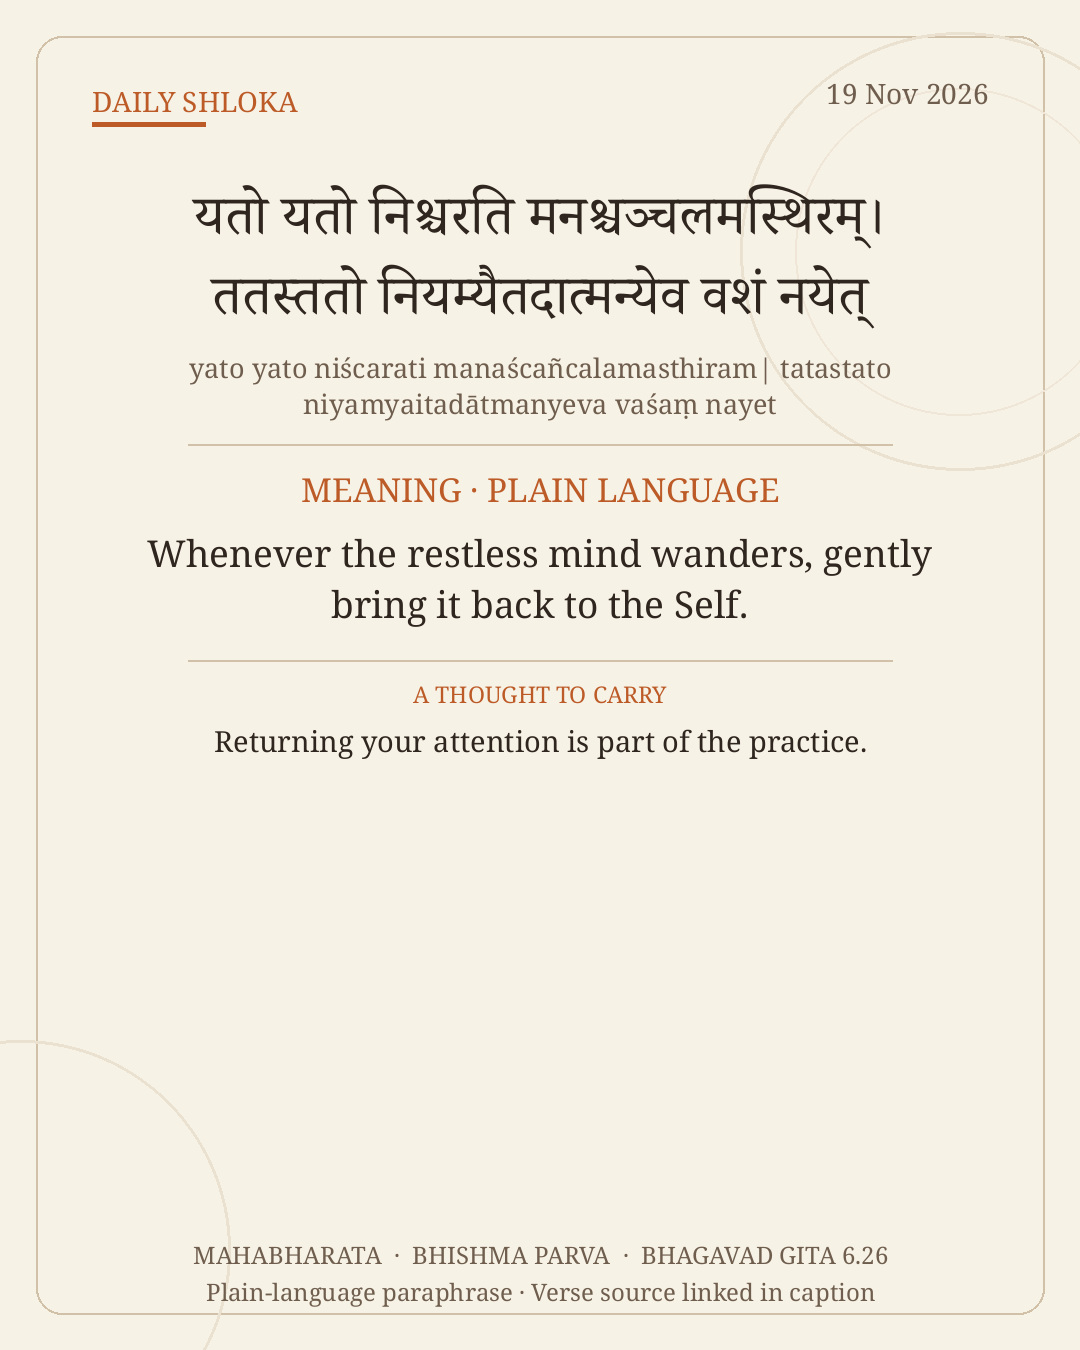 DAILY SHLOKA
19 Nov 2026
यतो यतो निश्चरति मनश्चञ्चलमस्थिरम्।
ततस्ततो नियम्यैतदात्मन्येव वशं नयेत्
yato yato niścarati manaścañcalamasthiram| tatastato
niyamyaitadātmanyeva vaśaṃ nayet
MEANING · PLAIN LANGUAGE
Whenever the restless mind wanders, gently
bring it back to the Self.
A THOUGHT TO CARRY
Returning your attention is part of the practice.
MAHABHARATA · BHISHMA PARVA · BHAGAVAD GITA 6.26
Plain-language paraphrase · Verse source linked in caption